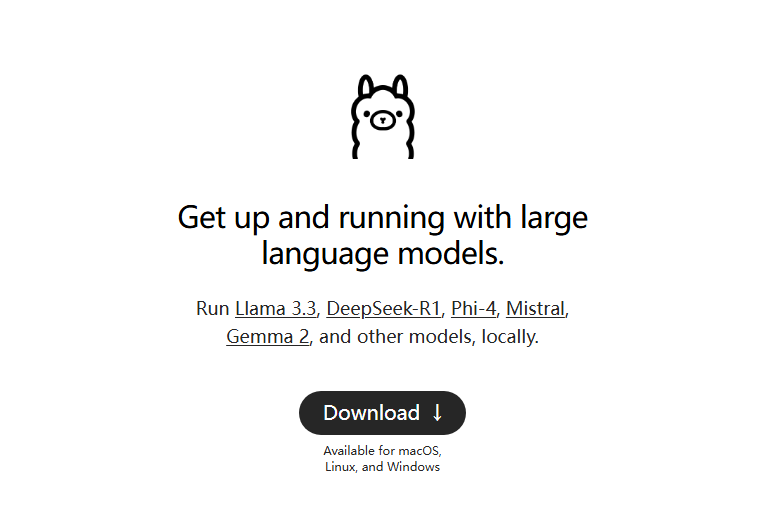 Get up and running with large
language models.
Run Llama 3.3, DeepSeek-R1, Phi-4, Mistral,
Gemma 2, and other models, locally.
Download ↓
Available for macOS,
Linux, and Windows